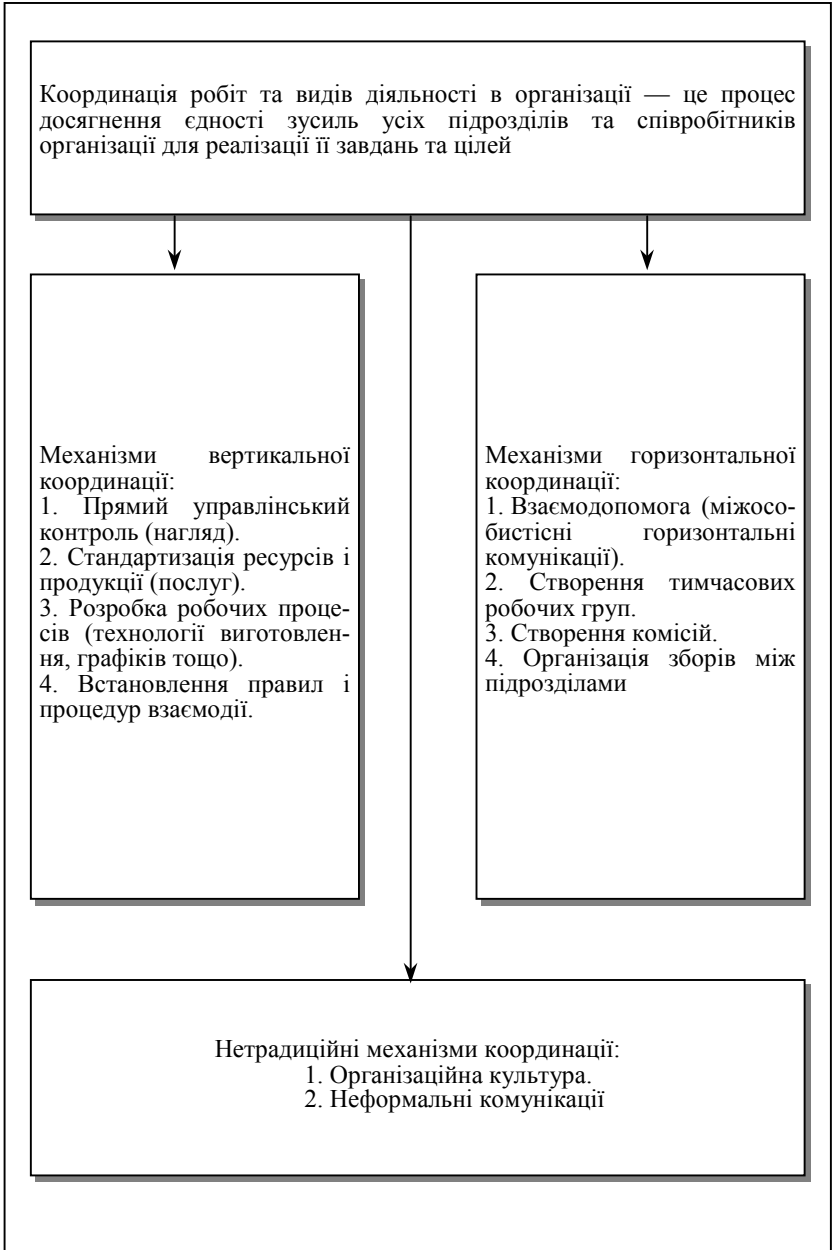 Координація робіт та видів діяльності в організації — це процес
досягнення єдності зусиль усіх підрозділів та співробітників
організації для реалізації її завдань та цілей
Механізми вертикальної
координації:
1. Прямий управлінський
контроль (нагляд).
2. Стандартизація ресурсів і
продукції (послуг).
3. Розробка робочих проце-
сів (технології виготовлен-
ня, графіків тощо).
4. Встановлення правил і
процедур взаємодії.
Механізми горизонтальної
координації:
1. Взаємодопомога (міжосо-
бистісні горизонтальні
комунікації).
2. Створення тимчасових
робочих груп.
3. Створення комісій.
4. Організація зборів між
підрозділами
Нетрадиційні механізми координації:
1. Організаційна культура.
2. Неформальні комунікації